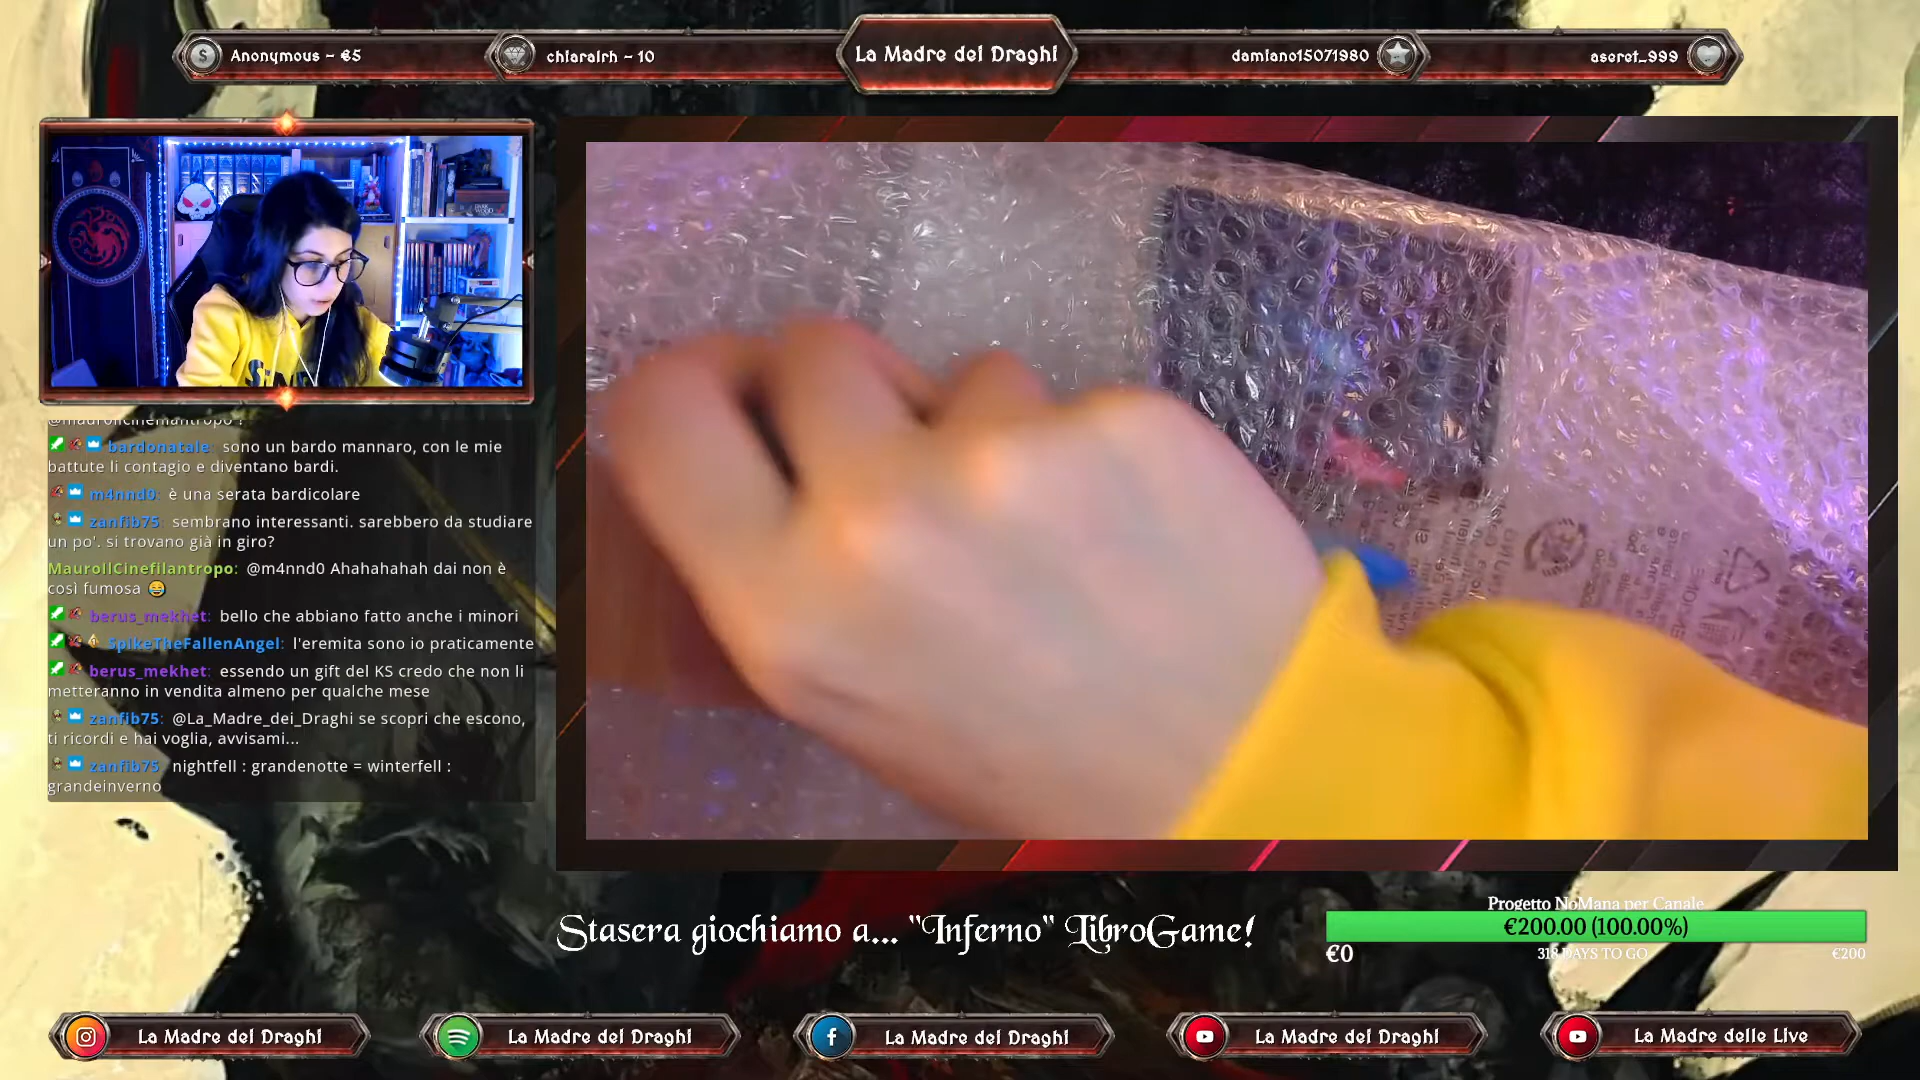 Anonymous - €5
chiaralrh - 10
La Madre dei Draghi
damiano15071980
aseret_999
@maurollcinemantropo ?
bardonatale: sono un bardo mannaro, con le mie
battute li contagio e diventano bardi.
m4nnd0: è una serata bardicolare
zanfib75: sembrano interessanti. sarebbero da studiare
un po'. si trovano già in giro?
MaurollCinefilantropo: @m4nnd0 Ahahahahah dai non è
così fumosa 😂
berus_mekhet: bello che abbiano fatto anche i minori
SpikeTheFallenAngel: l'eremita sono io praticamente
berus_mekhet: essendo un gift del KS credo che non li
metteranno in vendita almeno per qualche mese
zanfib75: @La_Madre_dei_Draghi se scopri che escono,
ti ricordi e hai voglia, avvisami...
zanfib75: nightfell : grandenotte = winterfell :
grandeinverno
Stasera giochiamo a... "Inferno" LibroGame!
Progetto NoMana per Canale
€200.00 (100.00%)
€0
318 DAYS TO GO
€200
La Madre dei Draghi
La Madre dei Draghi
La Madre dei Draghi
La Madre dei Draghi
La Madre delle Live